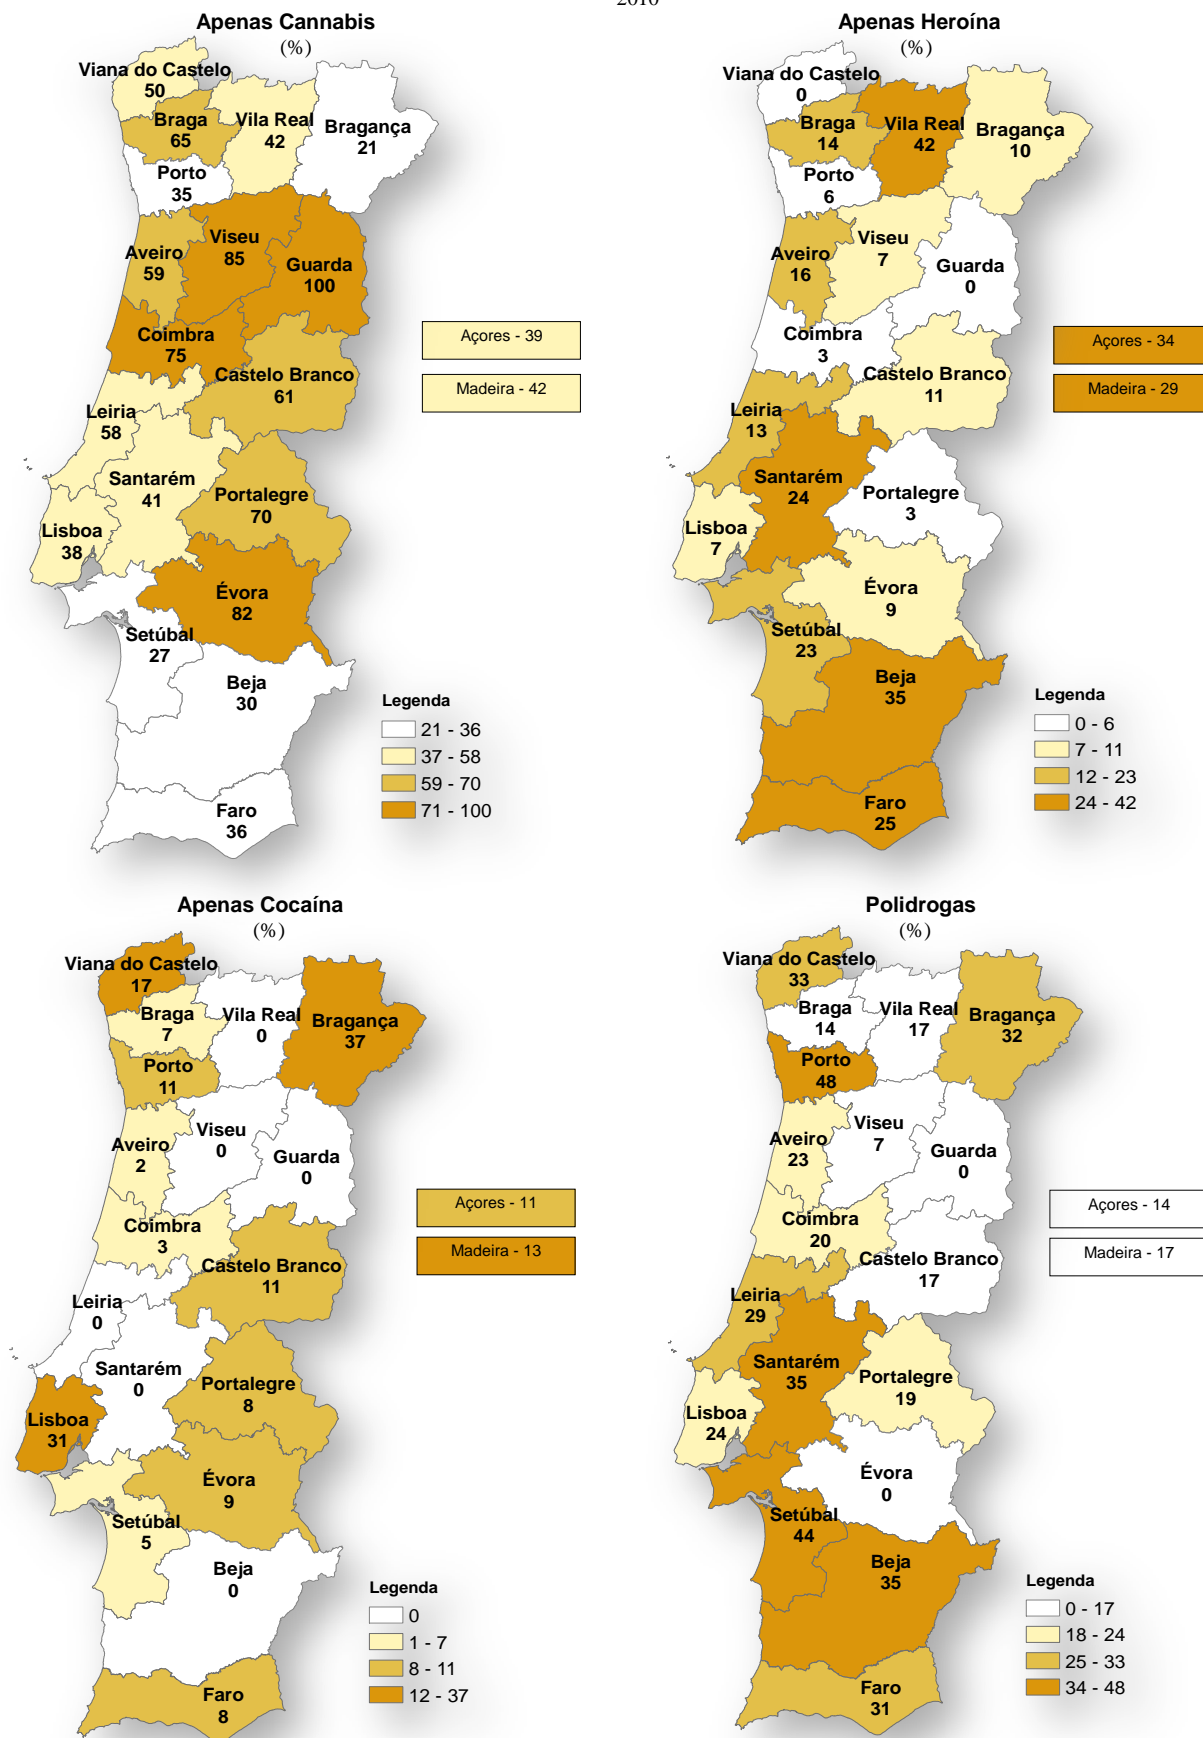 2010
Apenas Cannabis
(%)
Viana do Castelo
50
Braga
65
Vila Real
42
Bragança
21
Porto
35
Aveiro
59
Viseu
85
Guarda
100
Coimbra
75
Castelo Branco
61
Leiria
58
Santarém
41
Portalegre
70
Lisboa
38
Évora
82
Setúbal
27
Beja
30
Faro
36
Açores - 39
Madeira - 42
Legenda
21 - 36
37 - 58
59 - 70
71 - 100
Apenas Heroína
(%)
Viana do Castelo
0
Braga
14
Vila Real
42
Bragança
10
Porto
6
Aveiro
16
Viseu
7
Guarda
0
Coimbra
3
Castelo Branco
11
Leiria
13
Santarém
24
Portalegre
3
Lisboa
7
Évora
9
Setúbal
23
Beja
35
Faro
25
Açores - 34
Madeira - 29
Legenda
0 - 6
7 - 11
12 - 23
24 - 42
Apenas Cocaína
(%)
Viana do Castelo
17
Braga
7
Vila Real
0
Bragança
37
Porto
11
Aveiro
2
Viseu
0
Guarda
0
Coimbra
3
Castelo Branco
11
Leiria
0
Santarém
0
Portalegre
8
Lisboa
31
Évora
9
Setúbal
5
Beja
0
Faro
8
Açores - 11
Madeira - 13
Legenda
0
1 - 7
8 - 11
12 - 37
Polidrogas
(%)
Viana do Castelo
33
Braga
14
Vila Real
17
Bragança
32
Porto
48
Aveiro
23
Viseu
7
Guarda
0
Coimbra
20
Castelo Branco
17
Leiria
29
Santarém
35
Portalegre
19
Lisboa
24
Évora
0
Setúbal
44
Beja
35
Faro
31
Açores - 14
Madeira - 17
Legenda
0 - 17
18 - 24
25 - 33
34 - 48